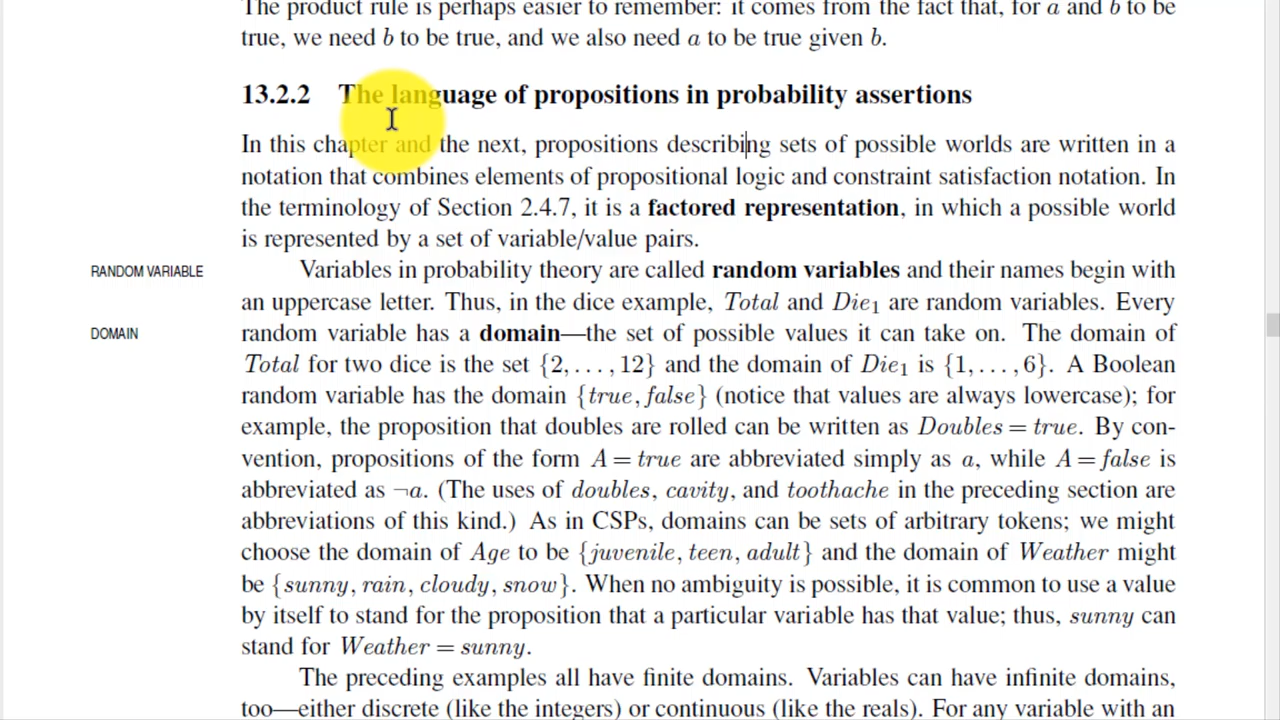 The product rule is perhaps easier to remember: it comes from the fact that, for a and b to be
true, we need b to be true, and we also need a to be true given b.
13.2.2 The language of propositions in probability assertions
In this chapter and the next, propositions describing sets of possible worlds are written in a
notation that combines elements of propositional logic and constraint satisfaction notation. In
the terminology of Section 2.4.7, it is a factored representation, in which a possible world
is represented by a set of variable/value pairs.
RANDOM VARIABLE Variables in probability theory are called random variables and their names begin with
an uppercase letter. Thus, in the dice example, Total and Die₁ are random variables. Every
DOMAIN random variable has a domain—the set of possible values it can take on. The domain of
Total for two dice is the set {2, . . . , 12} and the domain of Die₁ is {1, . . . , 6}. A Boolean
random variable has the domain {true, false} (notice that values are always lowercase); for
example, the proposition that doubles are rolled can be written as Doubles = true. By con-
vention, propositions of the form A = true are abbreviated simply as a, while A = false is
abbreviated as ¬a. (The uses of doubles, cavity, and toothache in the preceding section are
abbreviations of this kind.) As in CSPs, domains can be sets of arbitrary tokens; we might
choose the domain of Age to be {juvenile, teen, adult} and the domain of Weather might
be {sunny, rain, cloudy, snow}. When no ambiguity is possible, it is common to use a value
by itself to stand for the proposition that a particular variable has that value; thus, sunny can
stand for Weather = sunny.
The preceding examples all have finite domains. Variables can have infinite domains,
too—either discrete (like the integers) or continuous (like the reals). For any variable with an